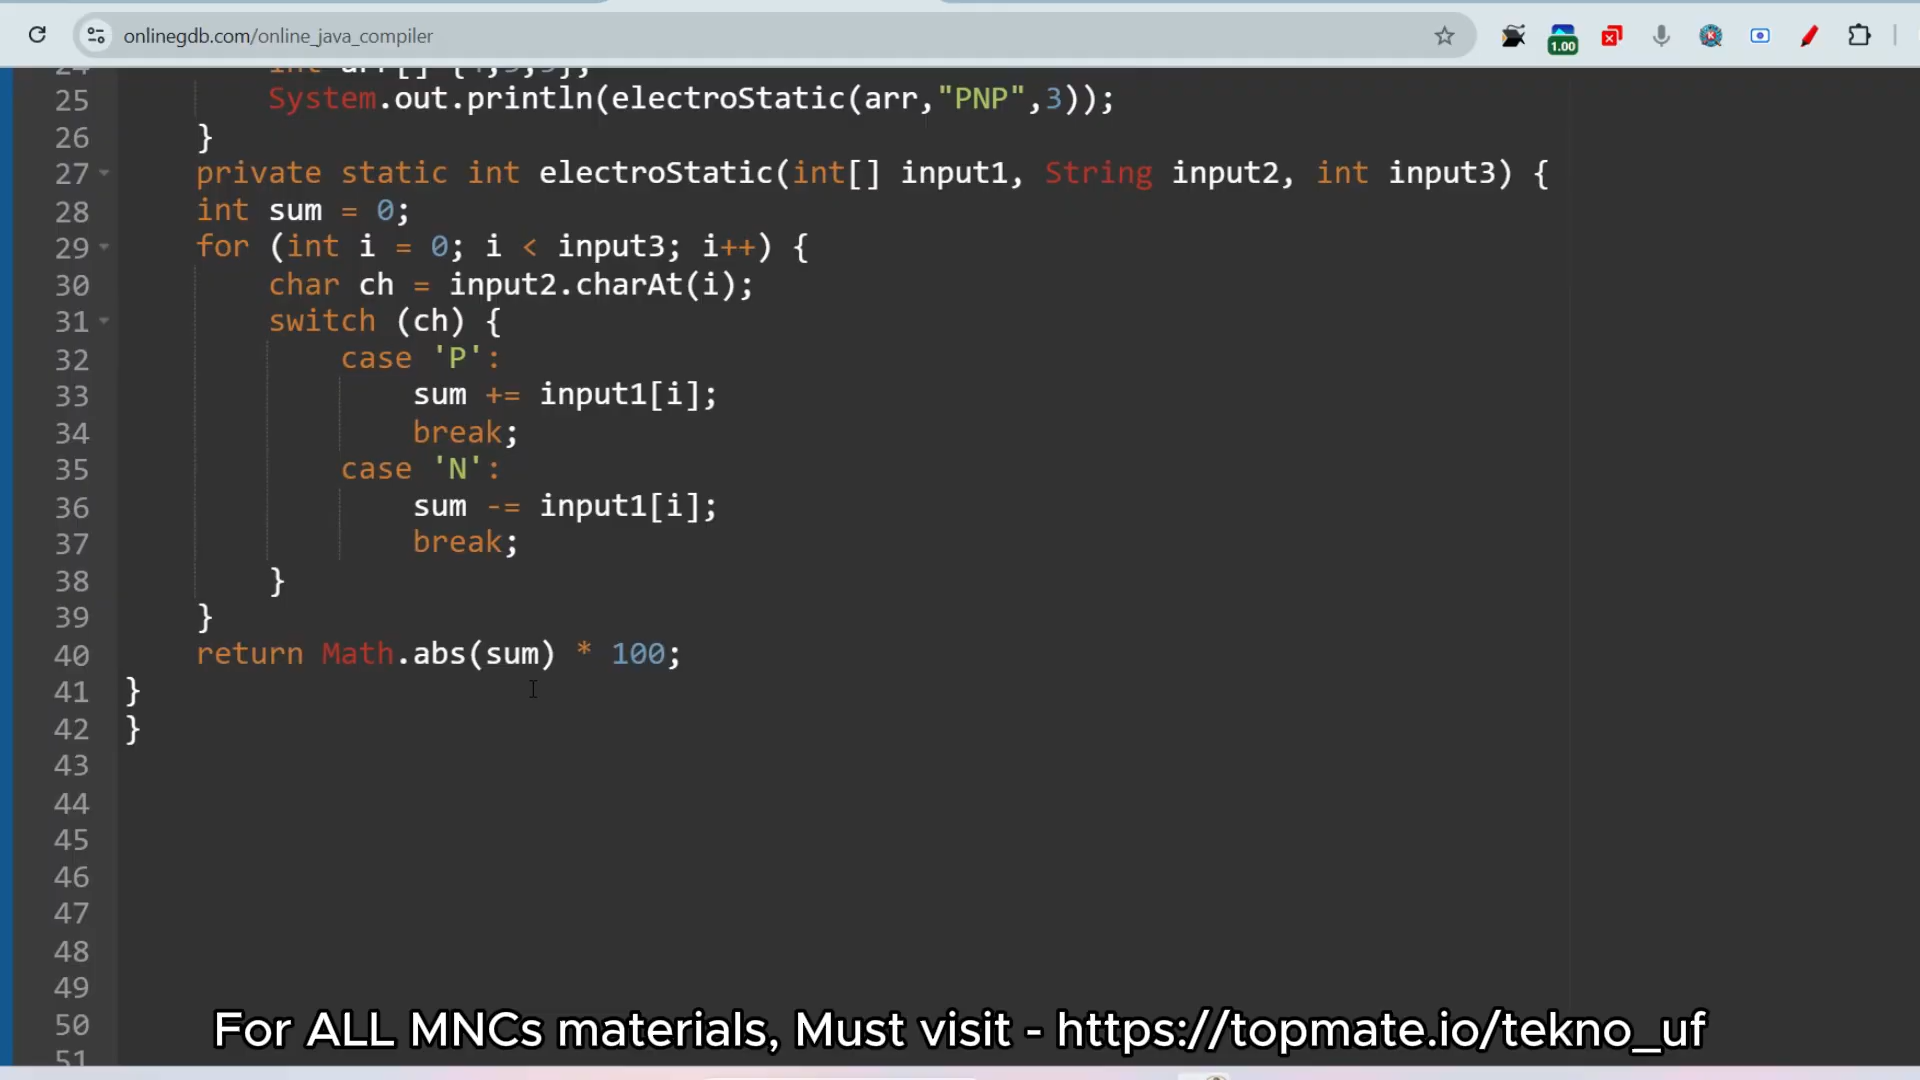 onlinegdb.com/online_java_compiler
1.00
25 System.out.println(electroStatic(arr,"PNP",3));
26 }
27 private static int electroStatic(int[] input1, String input2, int input3) {
28 int sum = 0;
29 for (int i = 0; i < input3; i++) {
30 char ch = input2.charAt(i);
31 switch (ch) {
32 case 'P':
33 sum += input1[i];
34 break;
35 case 'N':
36 sum -= input1[i];
37 break;
38 }
39 }
40 return Math.abs(sum) * 100;
41 }
42 }
43
44
45
46
47
48
49
50
51
For ALL MNCs materials, Must visit - https://topmate.io/tekno_uf